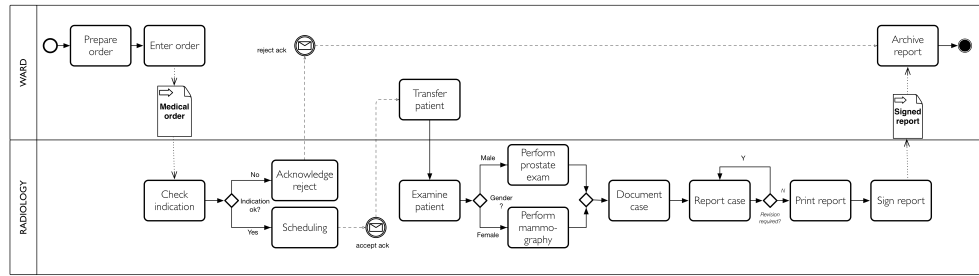 WARD
Prepare
order
Enter order
Medical
order
reject ack
Transfer
patient
Archive
report
Signed
report
RADIOLOGY
Check
indication
No
Indication
ok?
Yes
Acknowledge
reject
Scheduling
accept ack
Examine
patient
Male
Gender
?
Female
Perform
prostate
exam
Perform
mammo-
graphy
Document
case
Report case
Y
N
Revision
required?
Print report
Sign report